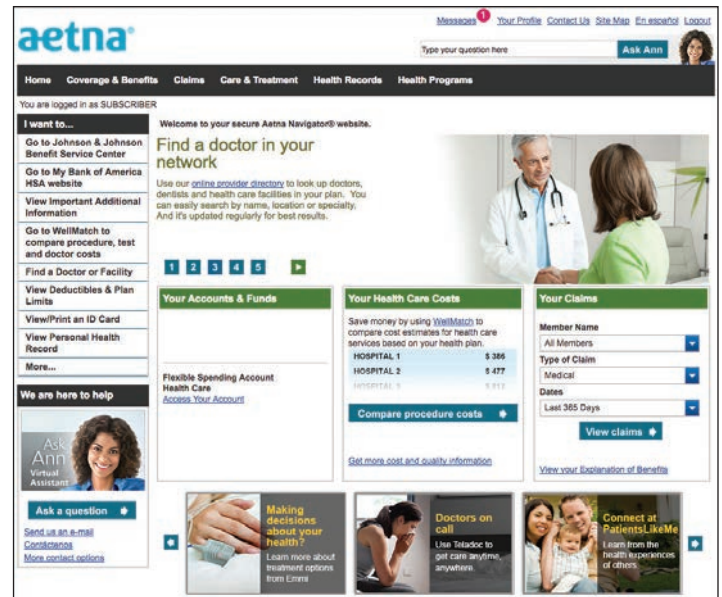 aetna®
Messages 1 Your Profile Contact Us Site Map En español Logout
Type your question here Ask Ann
Home Coverage & Benefits Claims Care & Treatment Health Records Health Programs
You are logged in as SUBSCRIBER
I want to...
Go to Johnson & Johnson
Benefit Service Center
Go to My Bank of America
HSA website
View Important Additional
Information
Go to WellMatch to
compare procedure, test
and doctor costs
Find a Doctor or Facility
View Deductibles & Plan
Limits
View/Print an ID Card
View Personal Health
Record
More...
We are here to help
Ask
Ann
Virtual
Assistant
Ask a question
Send us an e-mail
Contáctanos
More contact options
Welcome to your secure Aetna Navigator® website.
Find a doctor in your
network
Use our online provider directory to look up doctors,
dentists and health care facilities in your plan. You
can easily search by name, location or specialty.
And it's updated regularly for best results.
1 2 3 4 5
Your Accounts & Funds
Flexible Spending Account
Health Care
Access Your Account
Your Health Care Costs
Save money by using WellMatch to
compare cost estimates for health care
services based on your health plan.
HOSPITAL 1 $ 386
HOSPITAL 2 $ 477
HOSPITAL 3
Compare procedure costs
Get more cost and quality information
Your Claims
Member Name
All Members
Type of Claim
Medical
Dates
Last 365 Days
View claims
View your Explanation of Benefits
Making
decisions
about your
health?
Learn more about
treatment options
from Emmi
Doctors on
call
Use Teladoc to
get care anytime,
anywhere.
Connect at
PatientsLikeMe
Learn from the
health experiences
of others